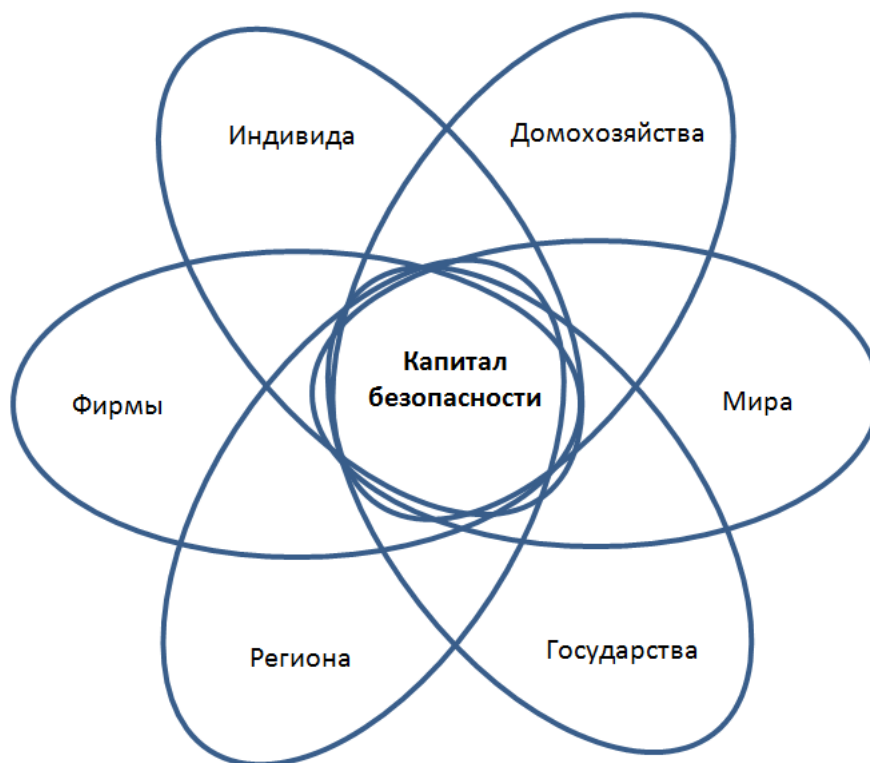 Индивида
Домохозяйства
Капитал
безопасности
Фирмы
Мира
Региона
Государства